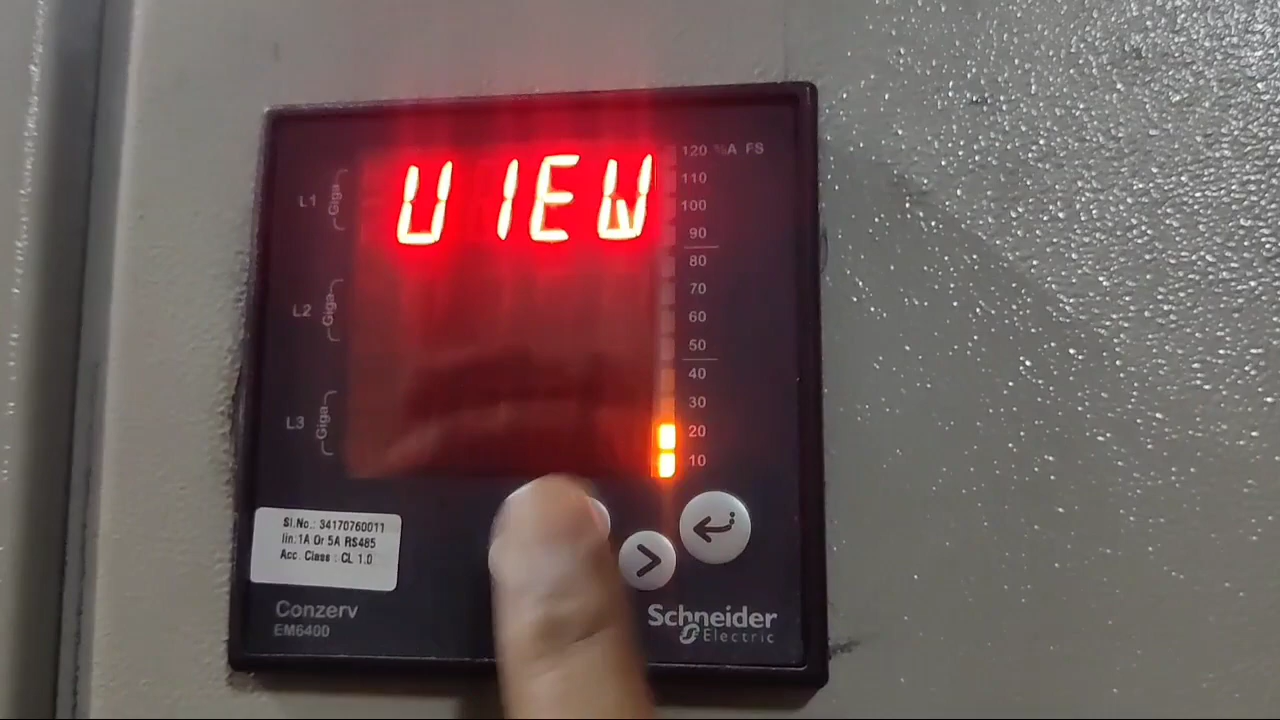 VIEW
120 %A FS
110
100
90
80
70
60
50
40
30
20
10
L1 Giga
L2 Giga
L3 Giga
Sl.No.: 34170760011
Iin:1A Or 5A RS485
Acc. Class : CL 1.0
Conzerv
EM6400
Schneider
Electric